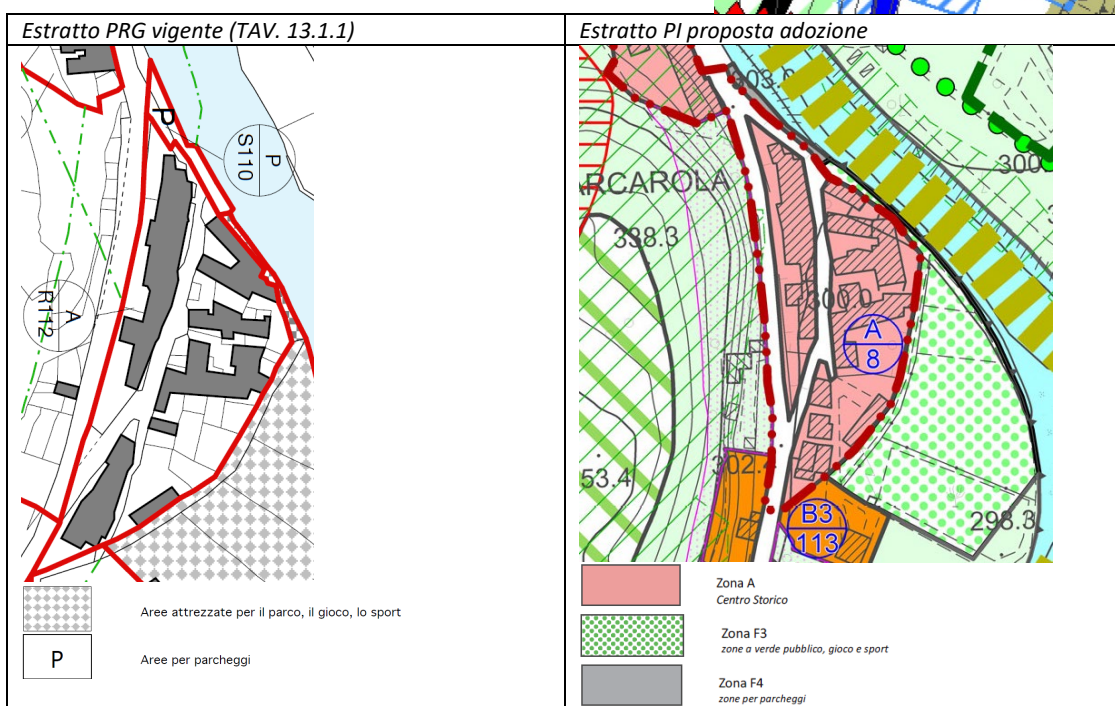 Estratto PRG vigente (TAV. 13.1.1)
P
P
S110
A
R112
Aree attrezzate per il parco, il gioco, lo sport
P
Aree per parcheggi
Estratto PI proposta adozione
RCAROLA
338.3
300.0
A
8
53.4
302.
B3
113
298.3
300.
Zona A
Centro Storico
Zona F3
zone a verde pubblico, gioco e sport
Zona F4
zone per parcheggi